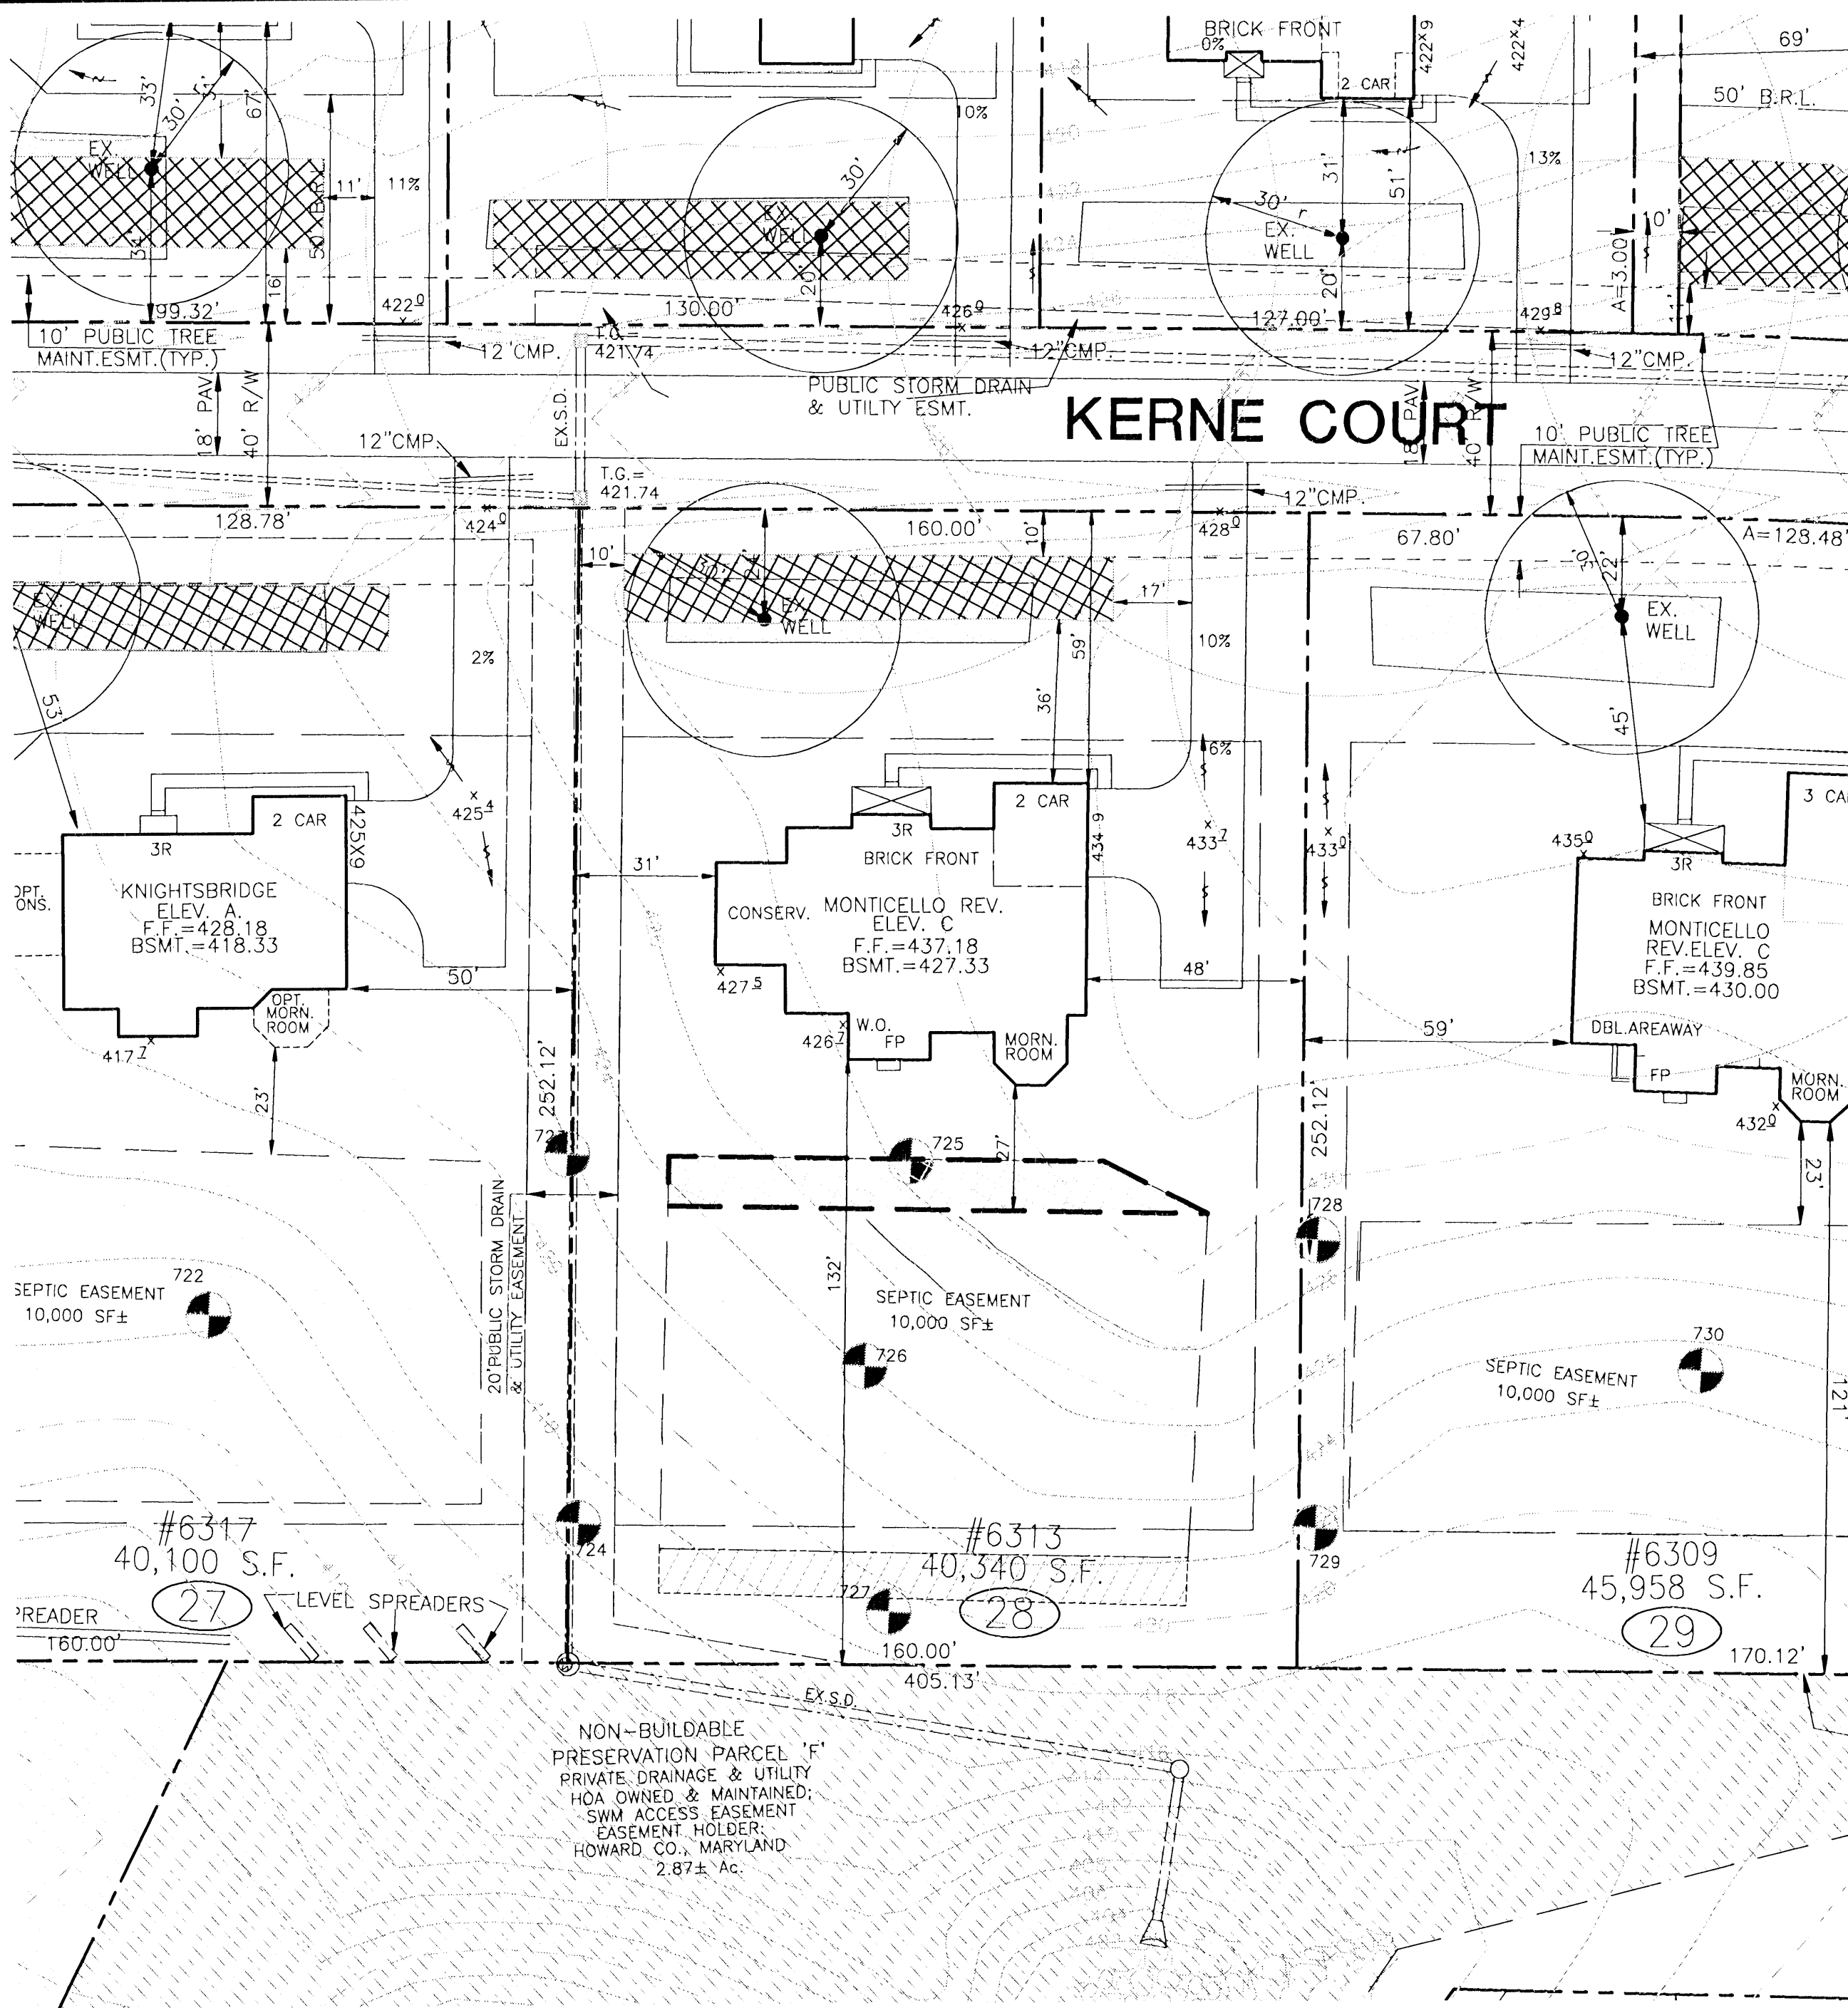 BRICK FRONT
0%
2 CAR
422×9
422×4
69'
50' B.R.L.
33'
30'
r
31'
67'
EX.
WELL
34'
16'
50' B.R.L.
11'
11%
10%
30'
WELL
20'
31'
51'
30'
r
EX.
WELL
20'
13%
10'
A=3.00'
11'
99.32'
422 0
130.00'
426 0
127.00'
429 8
10' PUBLIC TREE
MAINT.ESMT.(TYP.)
12"CMP.
T.G.
421.74
12"CMP.
12"CMP.
PUBLIC STORM DRAIN
& UTILTY ESMT.
KERNE COURT
18' PAV
40' R/W
EX.S.D.
18' PAV
40' R/W
10' PUBLIC TREE
MAINT.ESMT.(TYP.)
12"CMP.
T.G.=
421.74
12"CMP.
128.78'
424 0
160.00'
428 0
67.80'
A=128.48'
10'
10'
30'
EX.
WELL
17'
22'
EX.
WELL
EX.
WELL
2%
10%
59'
36'
53'
45'
6%
425 4
2 CAR
425X9
3R
KNIGHTSBRIDGE
ELEV. A.
F.F.=428.18
BSMT.=418.33
OPT.
MORN.
ROOM
417 7
50'
23'
2 CAR
3R
BRICK FRONT
434 9
433 7
433 0
31'
CONSERV.
MONTICELLO REV.
ELEV. C
F.F.=437.18
BSMT.=427.33
427 5
48'
W.O.
426 7
FP
MORN.
ROOM
435 0
3R
BRICK FRONT
MONTICELLO
REV.ELEV. C
F.F.=439.85
BSMT.=430.00
59'
DBL.AREAWAY
FP
MORN.
ROOM
432 0
23'
252.12'
252.12'
725
27'
728
20'PUBLIC STORM DRAIN
& UTILITY EASEMENT
132'
722
SEPTIC EASEMENT
10,000 SF±
SEPTIC EASEMENT
10,000 SF±
726
730
SEPTIC EASEMENT
10,000 SF±
121'
724
729
#6317
40,100 S.F.
27
#6313
40,340 S.F.
28
727
#6309
45,958 S.F.
29
LEVEL SPREADERS
160.00'
160.00'
405.13'
170.12'
EX.S.D.
NON-BUILDABLE
PRESERVATION PARCEL 'F'
PRIVATE DRAINAGE & UTILITY
HOA OWNED & MAINTAINED;
SWM ACCESS EASEMENT
EASEMENT HOLDER:
HOWARD CO., MARYLAND
2.87± Ac.